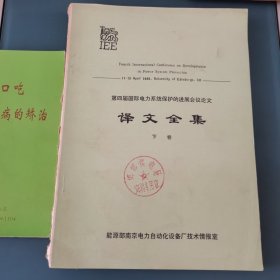 IEE
Fourth International Conference on Developments
in Power System Protection
11-13 April 1989, University of Edinburgh, UK
第四届国际电力系统保护的进展会议论文
译文全集
下卷
能源部南京电力自动化设备厂技术情报室
口吃
病的矫治